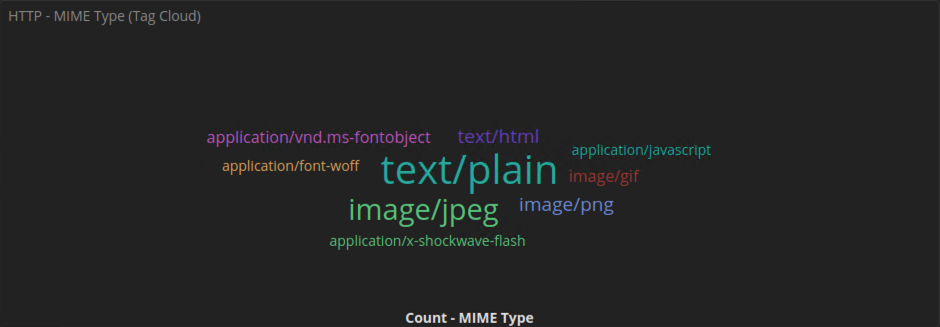 HTTP - MIME Type (Tag Cloud)
application/vnd.ms-fontobject
text/html
application/javascript
application/font-woff
text/plain
image/gif
image/jpeg
image/png
application/x-shockwave-flash
Count - MIME Type